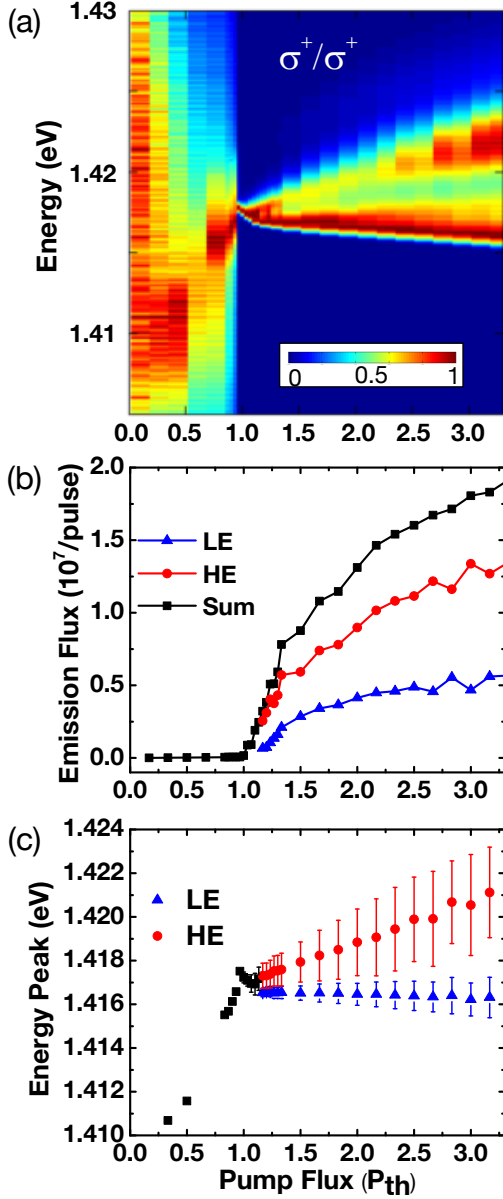 (a)
1.43
σ⁺/σ⁺
Energy (eV)
1.42
1.41
0 0.5 1
0.0 0.5 1.0 1.5 2.0 2.5 3.0
(b)
2.0
LE
HE
Sum
Emission Flux (10⁷/pulse)
1.5
1.0
0.5
0.0
0.0 0.5 1.0 1.5 2.0 2.5 3.0
(c)
1.424
LE
HE
Energy Peak (eV)
1.422
1.420
1.418
1.416
1.414
1.412
1.410
0.0 0.5 1.0 1.5 2.0 2.5 3.0
Pump Flux (Pth)